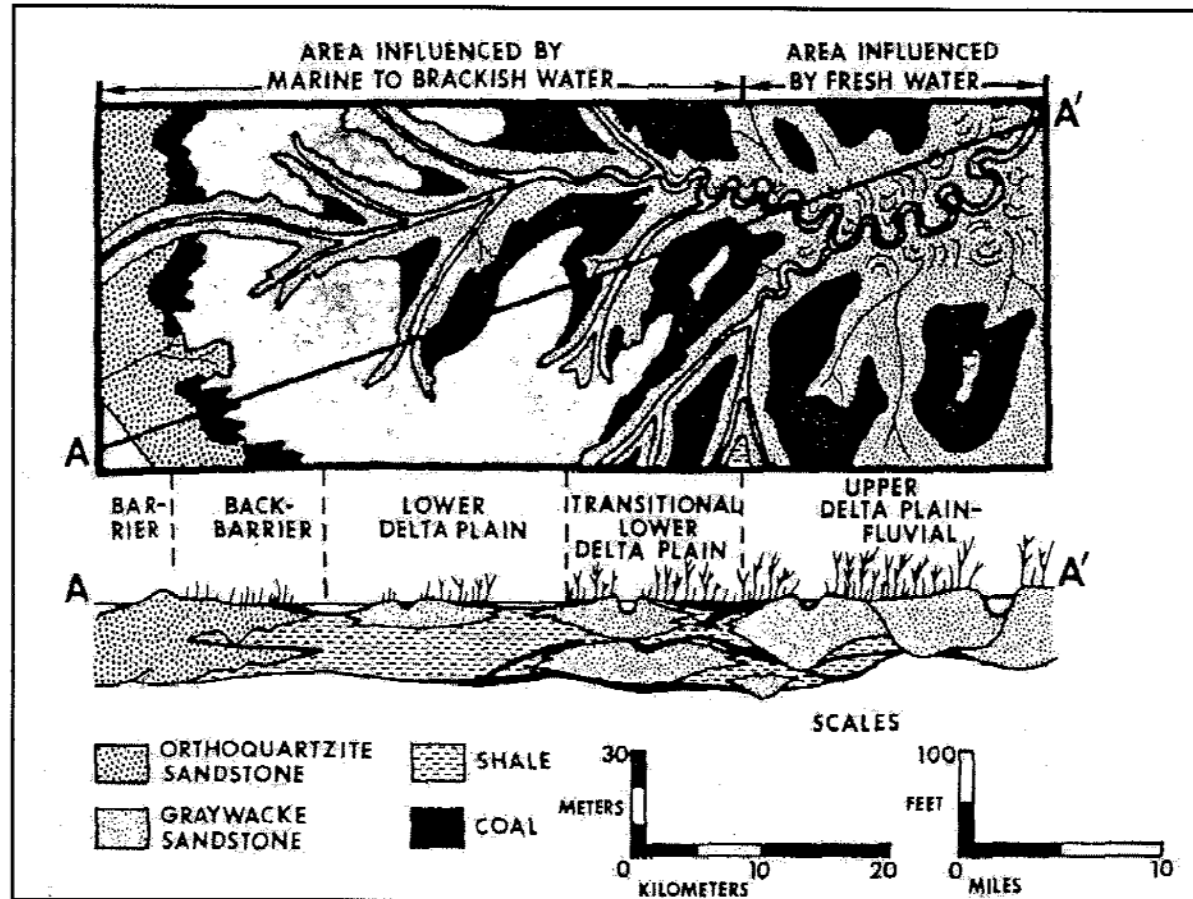 AREA INFLUENCED BY
MARINE TO BRACKISH WATER
AREA INFLUENCED
BY FRESH WATER
A'
A
BAR-
RIER
BACK-
BARRIER
LOWER
DELTA PLAIN
TRANSITIONAL
LOWER
DELTA PLAIN
UPPER
DELTA PLAIN-
FLUVIAL
A
A'
ORTHOQUARTZITE
SANDSTONE
GRAYWACKE
SANDSTONE
SHALE
COAL
SCALES
30
METERS
0 10 20
KILOMETERS
100
FEET
0 10
MILES